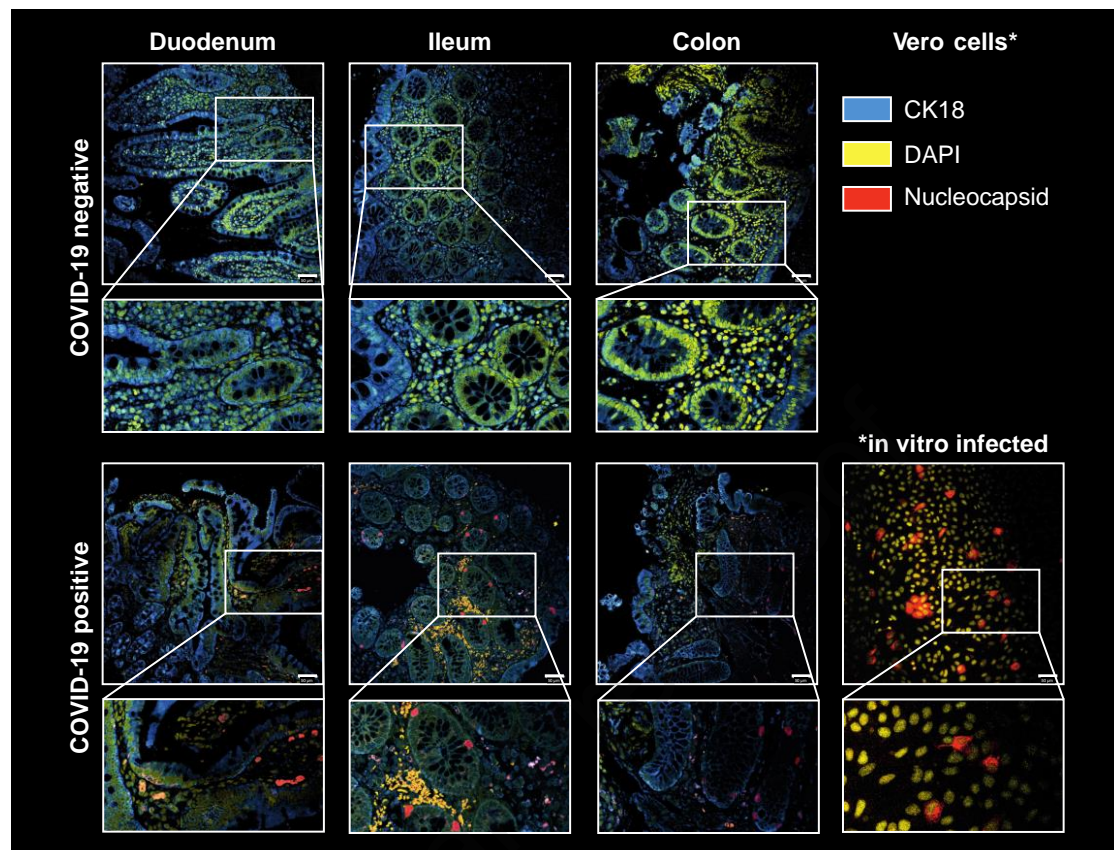 Duodenum
Ileum
Colon
Vero cells*
CK18
DAPI
Nucleocapsid
COVID-19 negative
*in vitro infected
COVID-19 positive